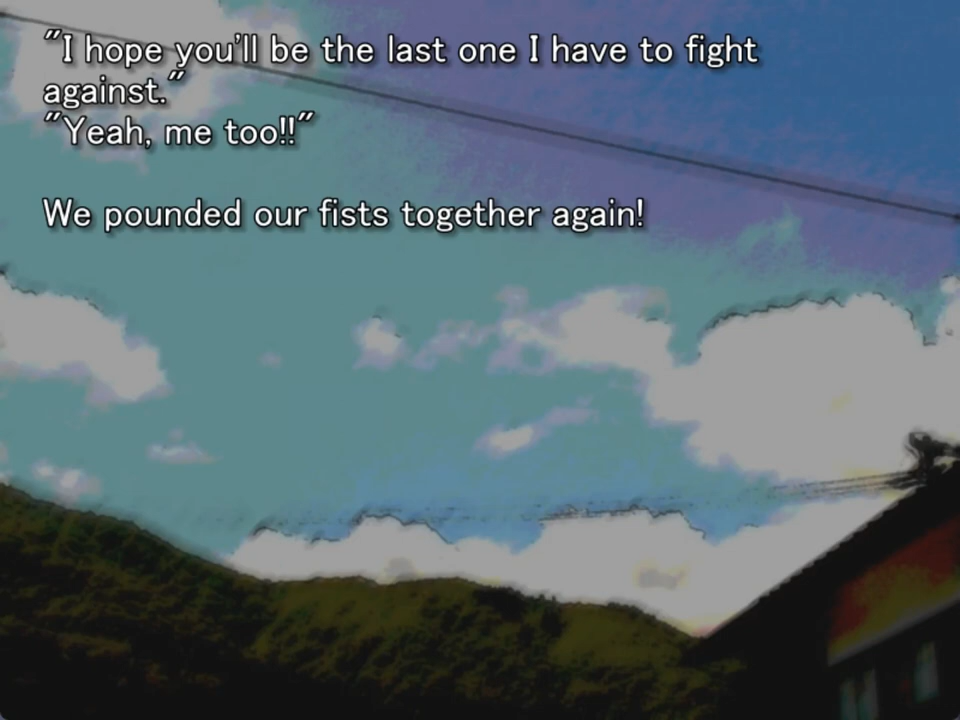 "I hope you'll be the last one I have to fight
against."
"Yeah, me too!!"
We pounded our fists together again!